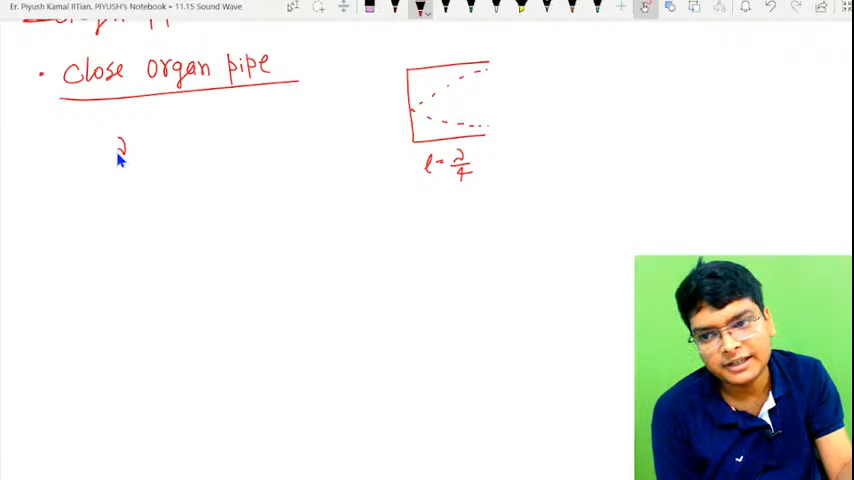 Er. Piyush Kamal IITian. PIYUSH's Notebook » 11.15 Sound Wave
• Close organ pipe
λ
l = λ/4